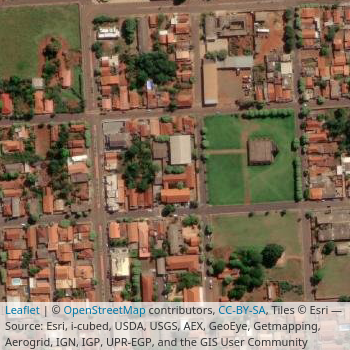 Leaflet | © OpenStreetMap contributors, CC-BY-SA, Tiles © Esri —
Source: Esri, i-cubed, USDA, USGS, AEX, GeoEye, Getmapping,
Aerogrid, IGN, IGP, UPR-EGP, and the GIS User Community